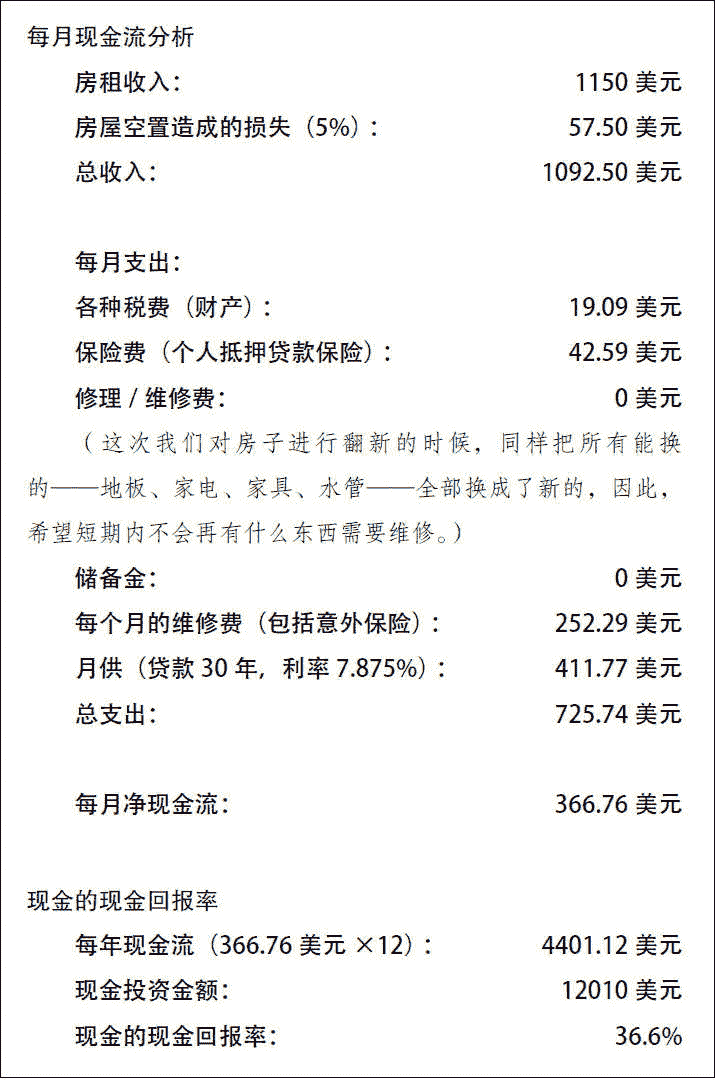 每月现金流分析
房租收入： 1150 美元
房屋空置造成的损失（5%）： 57.50 美元
总收入： 1092.50 美元
每月支出：
各种税费（财产）： 19.09 美元
保险费（个人抵押贷款保险）： 42.59 美元
修理 / 维修费： 0 美元
（这次我们对房子进行翻新的时候，同样把所有能换
的——地板、家电、家具、水管——全部换成了新的，因此，
希望短期内不会再有什么东西需要维修。）
储备金： 0 美元
每个月的维修费（包括意外保险）： 252.29 美元
月供（贷款 30 年，利率 7.875%）： 411.77 美元
总支出： 725.74 美元
每月净现金流： 366.76 美元
现金的现金回报率
每年现金流（366.76 美元 ×12）： 4401.12 美元
现金投资金额： 12010 美元
现金的现金回报率： 36.6%